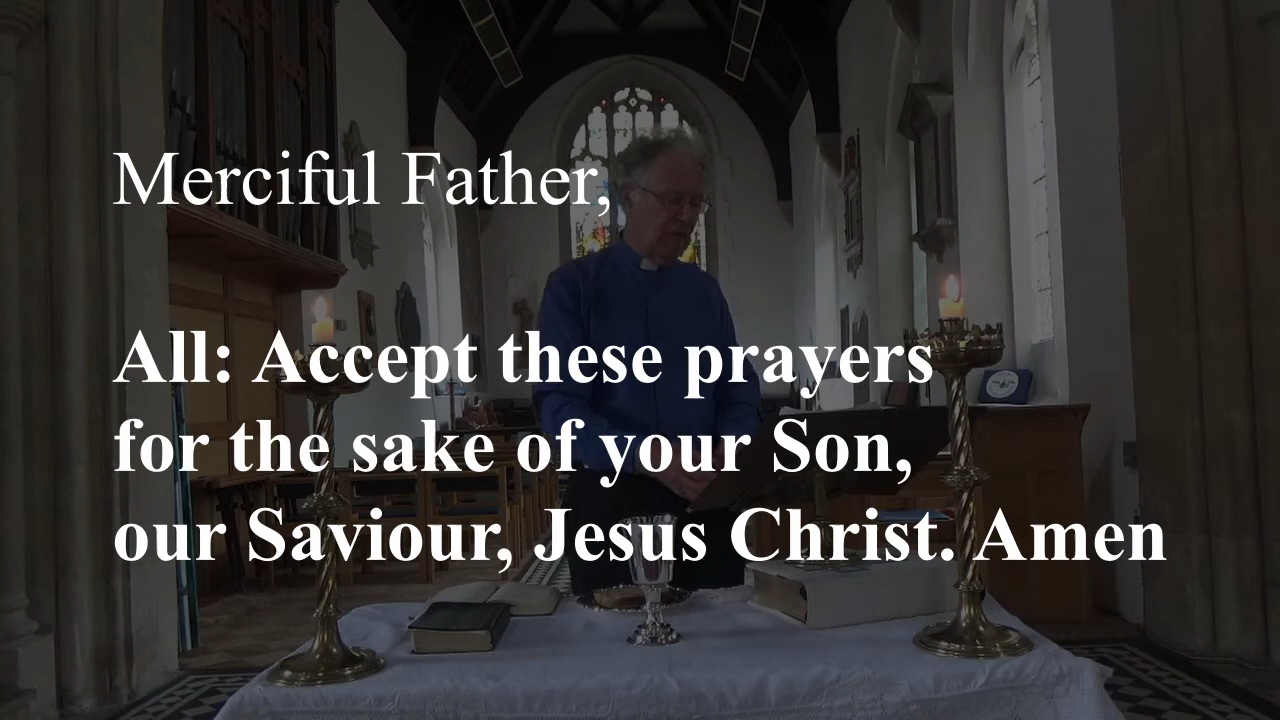 Merciful Father,
All: Accept these prayers
for the sake of your Son,
our Saviour, Jesus Christ. Amen